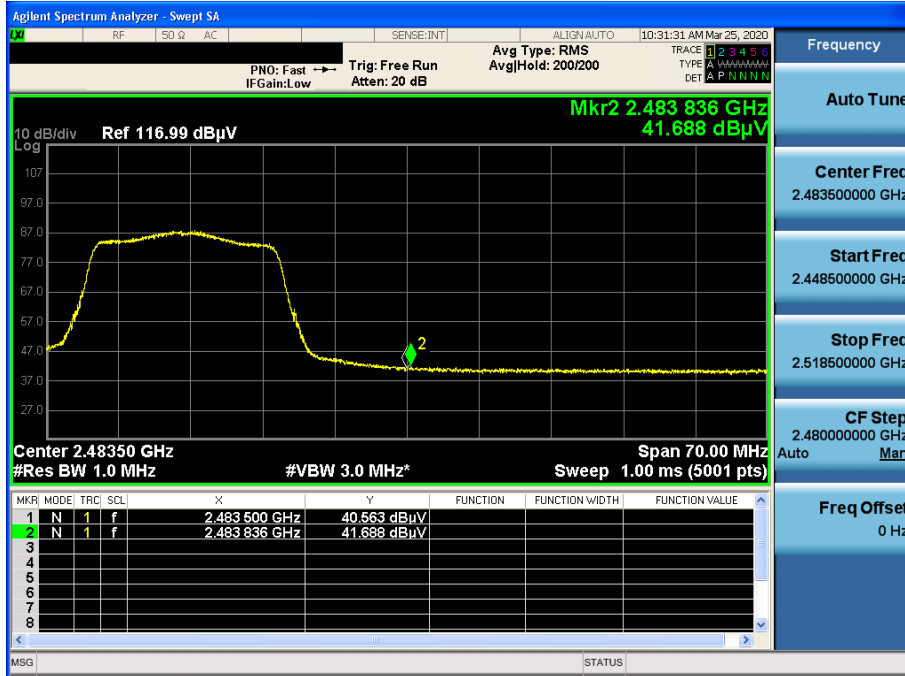 Agilent Spectrum Analyzer - Swept SA
LXI RF 50 Ω AC SENSE:INT ALIGN AUTO 10:31:31 AM Mar 25, 2020
PNO: Fast Trig: Free Run Avg Type: RMS TRACE 1 2 3 4 5 6
IFGain:Low Atten: 20 dB Avg|Hold: 200/200 TYPE A WWWWW
DET A P N N N N
Mkr2 2.483 836 GHz
41.688 dBµV
10 dB/div Ref 116.99 dBµV
Log
107
97.0
87.0
77.0
67.0
57.0
47.0
37.0
27.0
2
Center 2.48350 GHz Span 70.00 MHz
#Res BW 1.0 MHz #VBW 3.0 MHz* Sweep 1.00 ms (5001 pts)
MKR MODE TRC SCL X Y FUNCTION FUNCTION WIDTH FUNCTION VALUE
1 N 1 f 2.483 500 GHz 40.563 dBµV
2 N 1 f 2.483 836 GHz 41.688 dBµV
3
4
5
6
7
8
MSG STATUS
Frequency
Auto Tune
Center Freq
2.483500000 GHz
Start Freq
2.448500000 GHz
Stop Freq
2.518500000 GHz
CF Step
2.480000000 GHz
Auto Man
Freq Offset
0 Hz